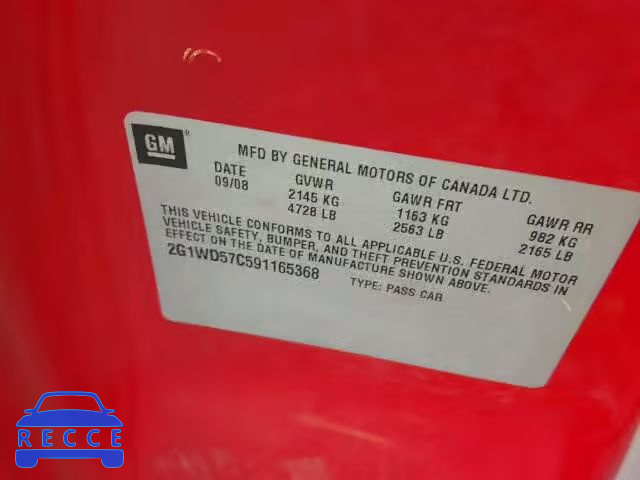 GM ®
MFD BY GENERAL MOTORS OF CANADA LTD.
DATE GVWR GAWR FRT GAWR RR
09/08 2145 KG 1163 KG 982 KG
4728 LB 2563 LB 2165 LB
THIS VEHICLE CONFORMS TO ALL APPLICABLE U.S. FEDERAL MOTOR
VEHICLE SAFETY, BUMPER, AND THEFT PREVENTION STANDARDS IN
EFFECT ON THE DATE OF MANUFACTURE SHOWN ABOVE.
2G1WD57C591165368
TYPE: PASS CAR
RECCE